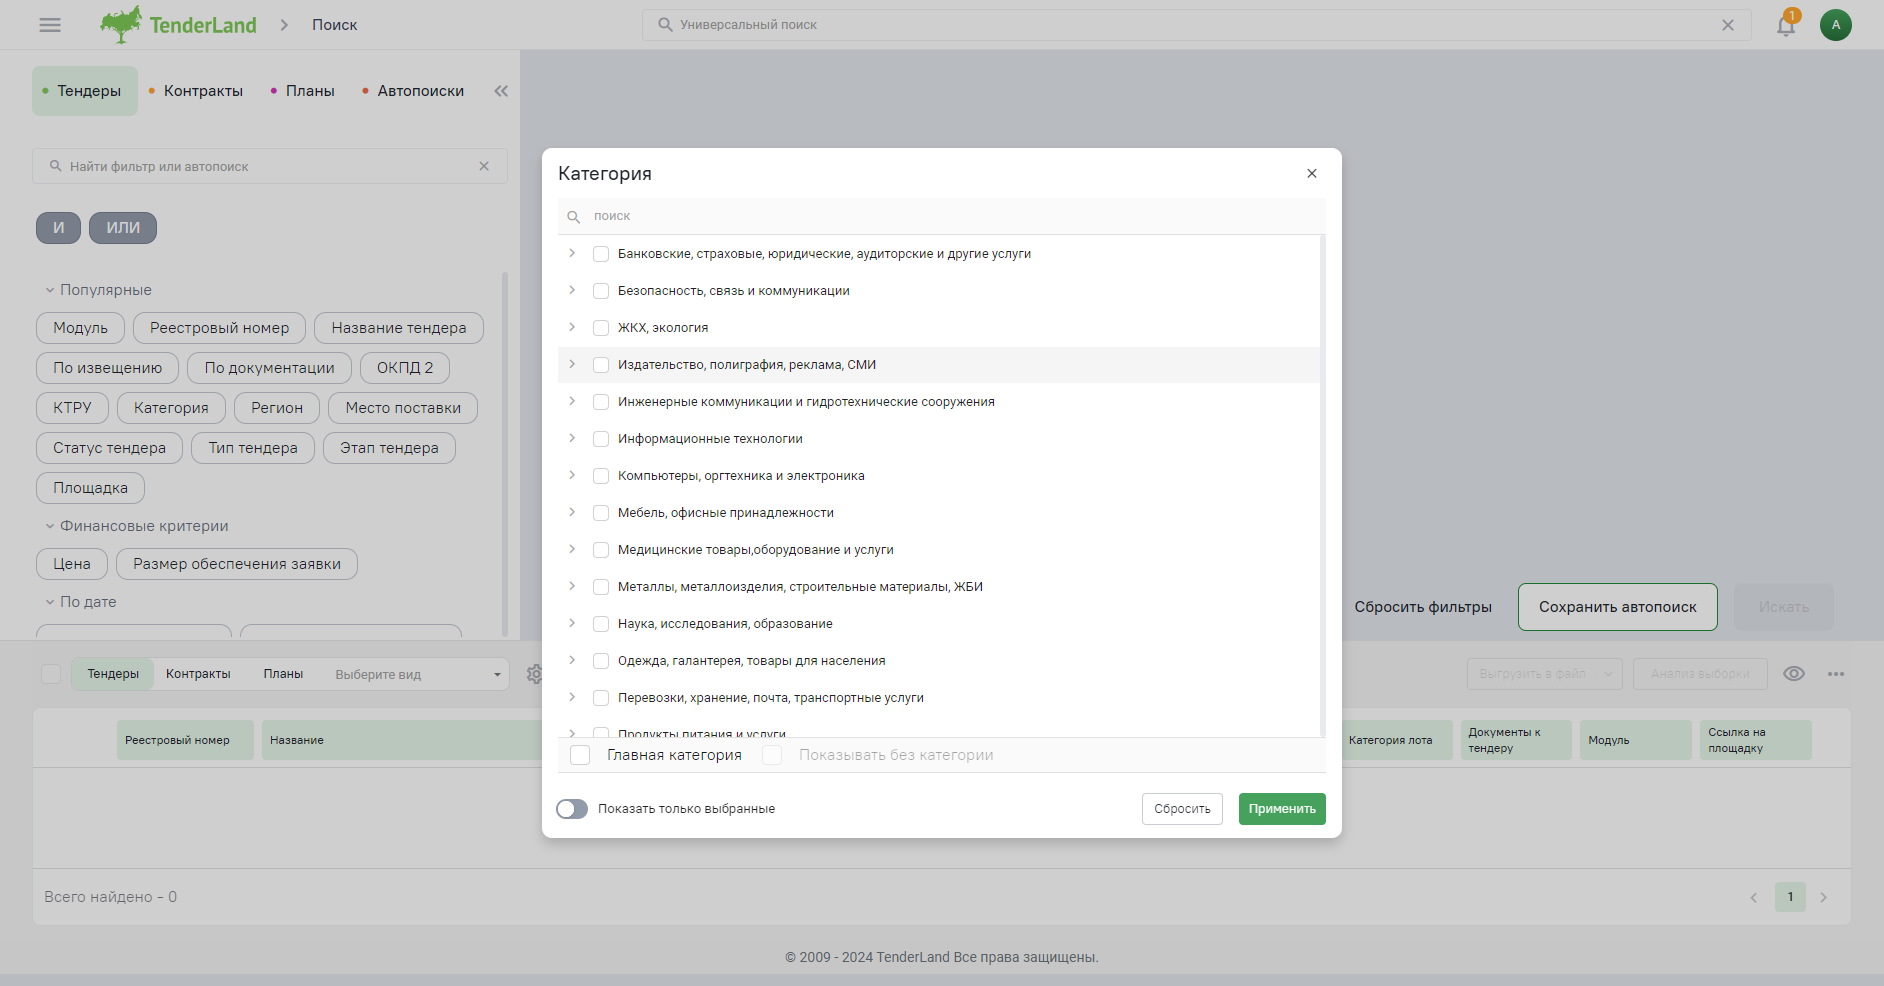 TenderLand
Поиск
Универсальный поиск
1
А
Тендеры
Контракты
Планы
Автопоиски
Найти фильтр или автопоиск
И
ИЛИ
Популярные
Модуль
Реестровый номер
Название тендера
По извещению
По документации
ОКПД 2
КТРУ
Категория
Регион
Место поставки
Статус тендера
Тип тендера
Этап тендера
Площадка
Финансовые критерии
Цена
Размер обеспечения заявки
По дате
Категория
поиск
Банковские, страховые, юридические, аудиторские и другие услуги
Безопасность, связь и коммуникации
ЖКХ, экология
Издательство, полиграфия, реклама, СМИ
Инженерные коммуникации и гидротехнические сооружения
Информационные технологии
Компьютеры, оргтехника и электроника
Мебель, офисные принадлежности
Медицинские товары,оборудование и услуги
Металлы, металлоизделия, строительные материалы, ЖБИ
Наука, исследования, образование
Одежда, галантерея, товары для населения
Перевозки, хранение, почта, транспортные услуги
Продукты питания и услуги
Главная категория
Показывать без категории
Показать только выбранные
Сбросить
Применить
Сбросить фильтры
Сохранить автопоиск
Искать
Тендеры
Контракты
Планы
Выберите вид
Выгрузить в файл
Анализ выборки
Реестровый номер
Название
Категория лота
Документы к
тендеру
Модуль
Ссылка на
площадку
Всего найдено - 0
1
© 2009 - 2024 TenderLand Все права защищены.